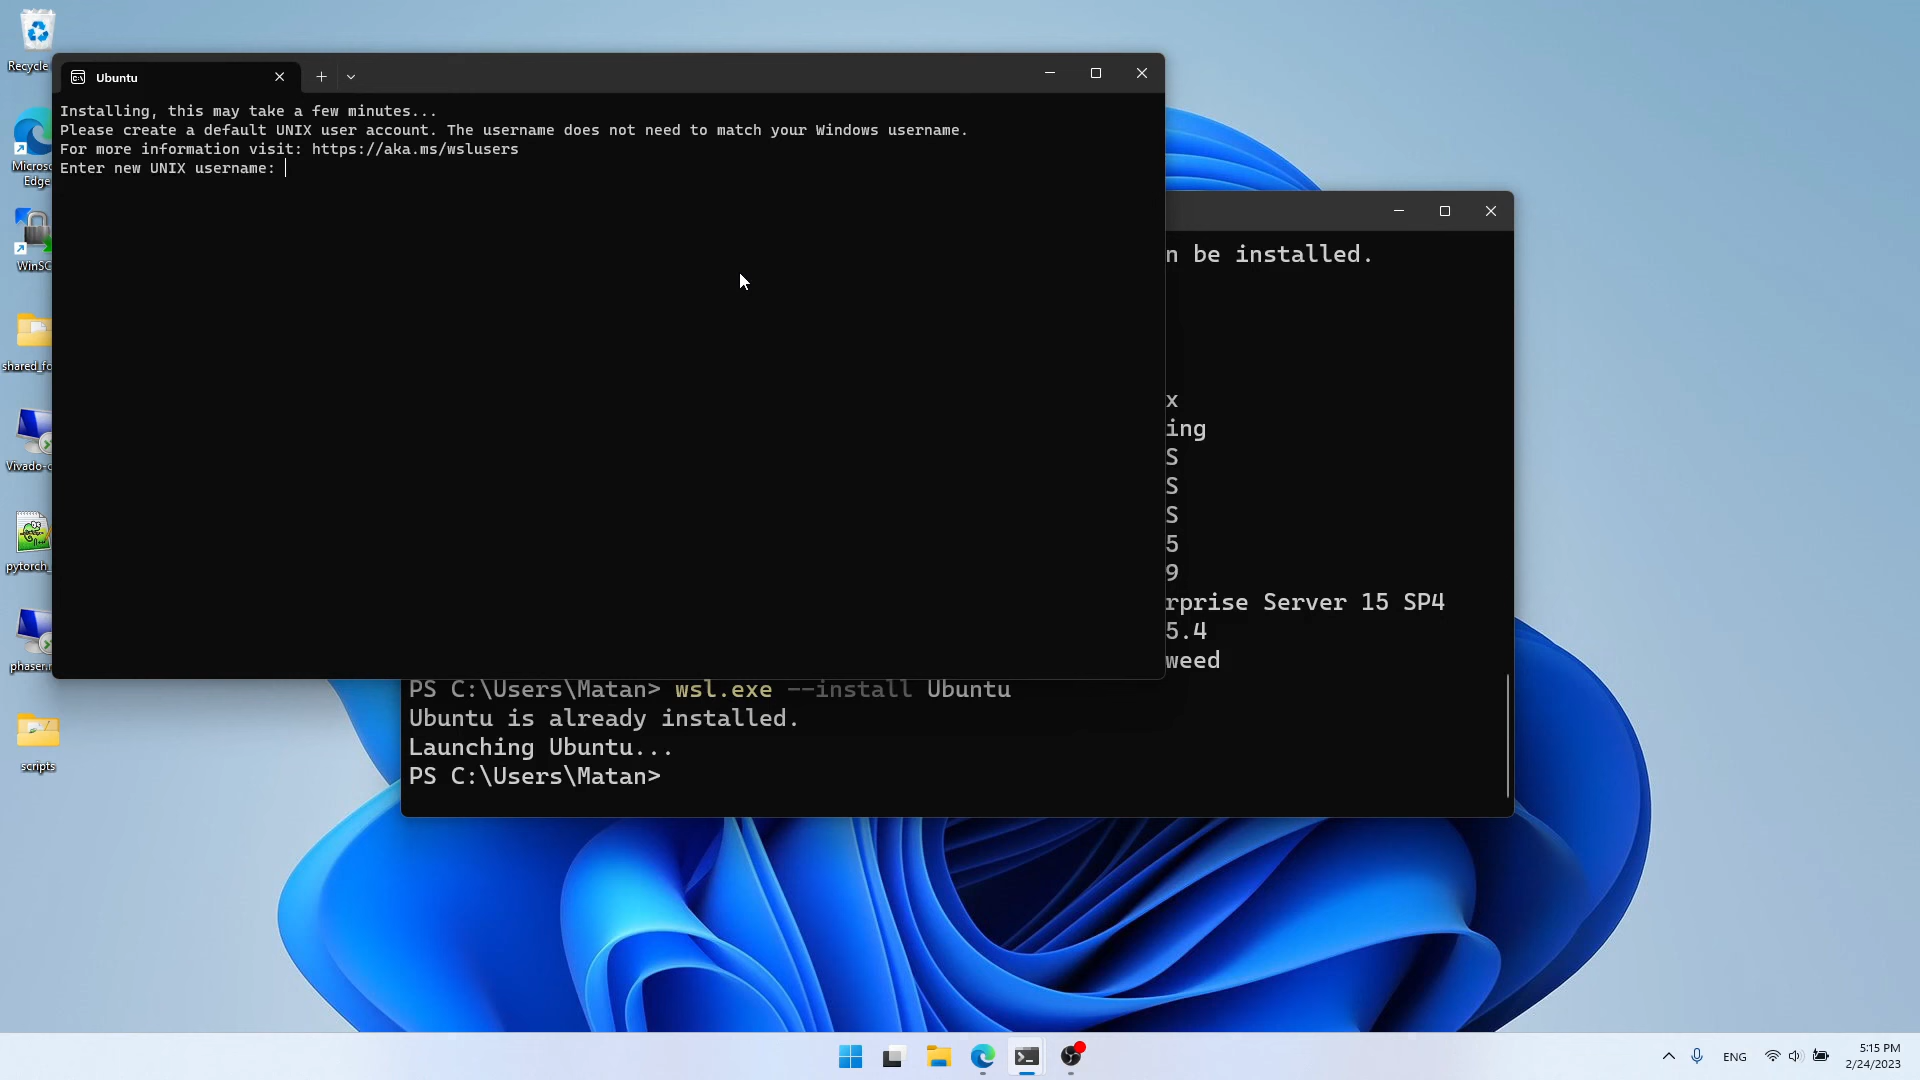 Recycle
Microso
Edge
WinSC
shared_fo
Vivado-c
pytorch_
phaser.r
scripts
Ubuntu
Installing, this may take a few minutes...
Please create a default UNIX user account. The username does not need to match your Windows username.
For more information visit: https://aka.ms/wslusers
Enter new UNIX username:
n be installed.
x
ing
S
S
S
5
9
rprise Server 15 SP4
5.4
weed
PS C:\Users\Matan> wsl.exe --install Ubuntu
Ubuntu is already installed.
Launching Ubuntu...
PS C:\Users\Matan>
ENG
5:15 PM
2/24/2023